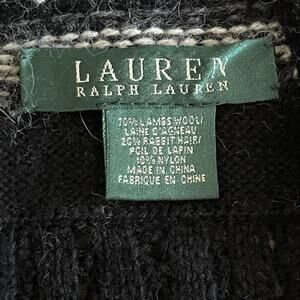 LAUREN
RALPH LAUREN
70% LAMBS WOOL/
LAINE D'AGNEAU
20% RABBIT HAIR/
POIL DE LAPIN
10% NYLON
MADE IN CHINA
FABRIQUE EN CHINE